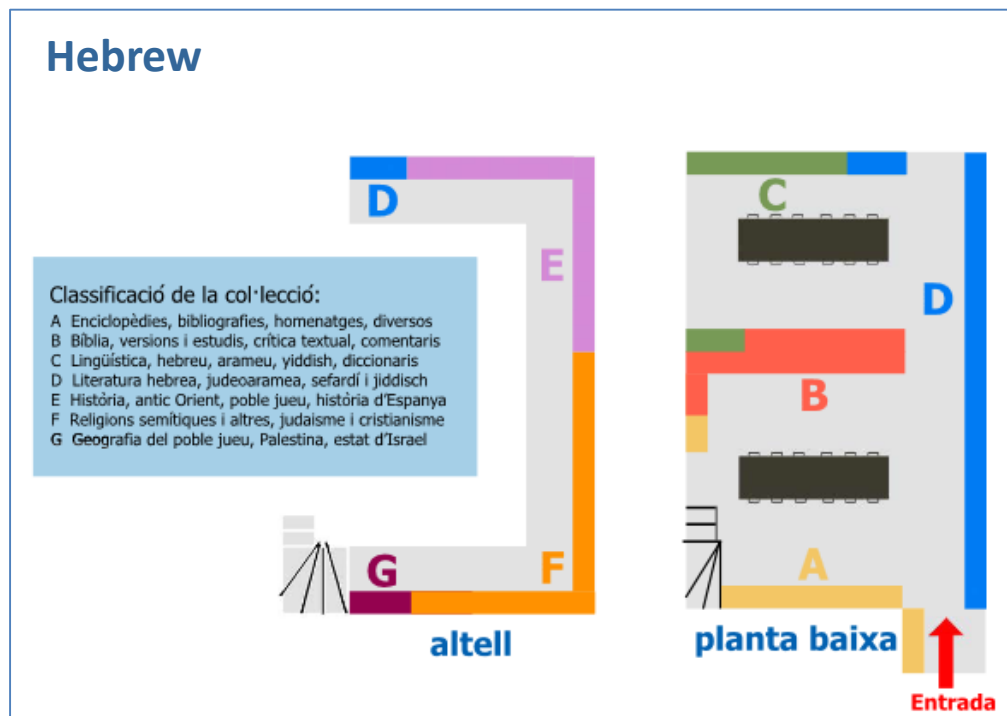 Hebrew
D
E
Classificació de la col·lecció:
A Enciclopèdies, bibliografies, homenatges, diversos
B Bíblia, versions i estudis, crítica textual, comentaris
C Lingüística, hebreu, arameu, yiddish, diccionaris
D Literatura hebrea, judeoaramea, sefardí i jiddisch
E Història, antic Orient, poble jueu, història d'Espanya
F Religions semítiques i altres, judaisme i cristianisme
G Geografia del poble jueu, Palestina, estat d'Israel
G
F
altell
C
D
B
A
planta baixa
Entrada